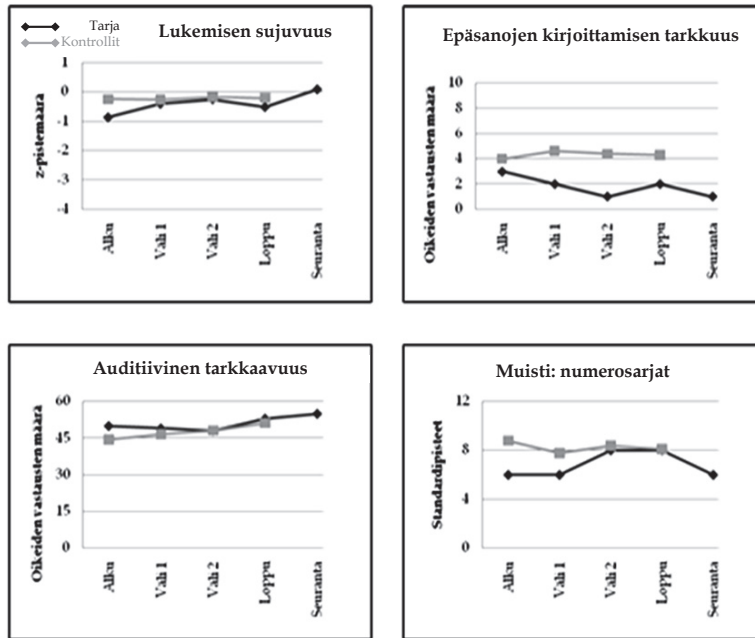 Tarja
Kontrollit
Lukemisen sujuvuus
z-pistemäärä
1
0
-1
-2
-3
-4
Alku
Väli 1
Väli 2
Loppu
Seuranta
Epäsanojen kirjoittamisen tarkkuus
Oikeiden vastausten määrä
10
8
6
4
2
0
Alku
Väli 1
Väli 2
Loppu
Seuranta
Auditiivinen tarkkaavuus
Oikeiden vastausten määrä
60
45
30
15
0
Alku
Väli 1
Väli 2
Loppu
Seuranta
Muisti: numerosarjat
Standardipisteet
12
8
4
0
Alku
Väli 1
Väli 2
Loppu
Seuranta